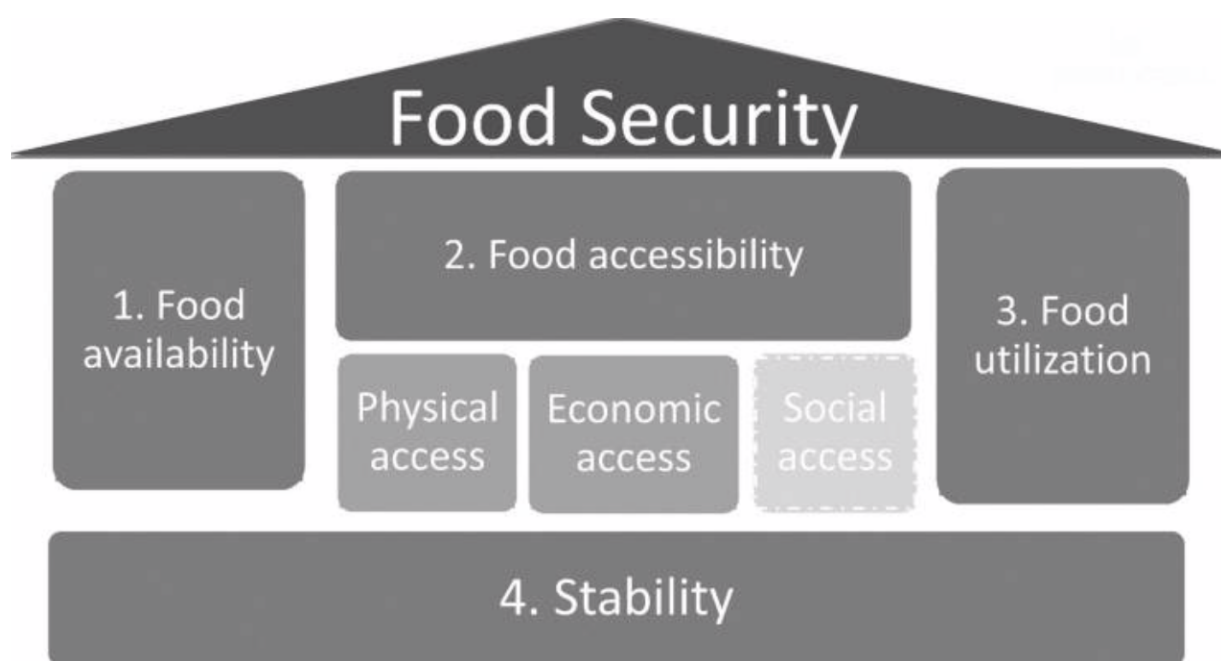 Food Security
1. Food
availability
2. Food accessibility
Physical
access
Economic
access
Social
access
3. Food
utilization
4. Stability